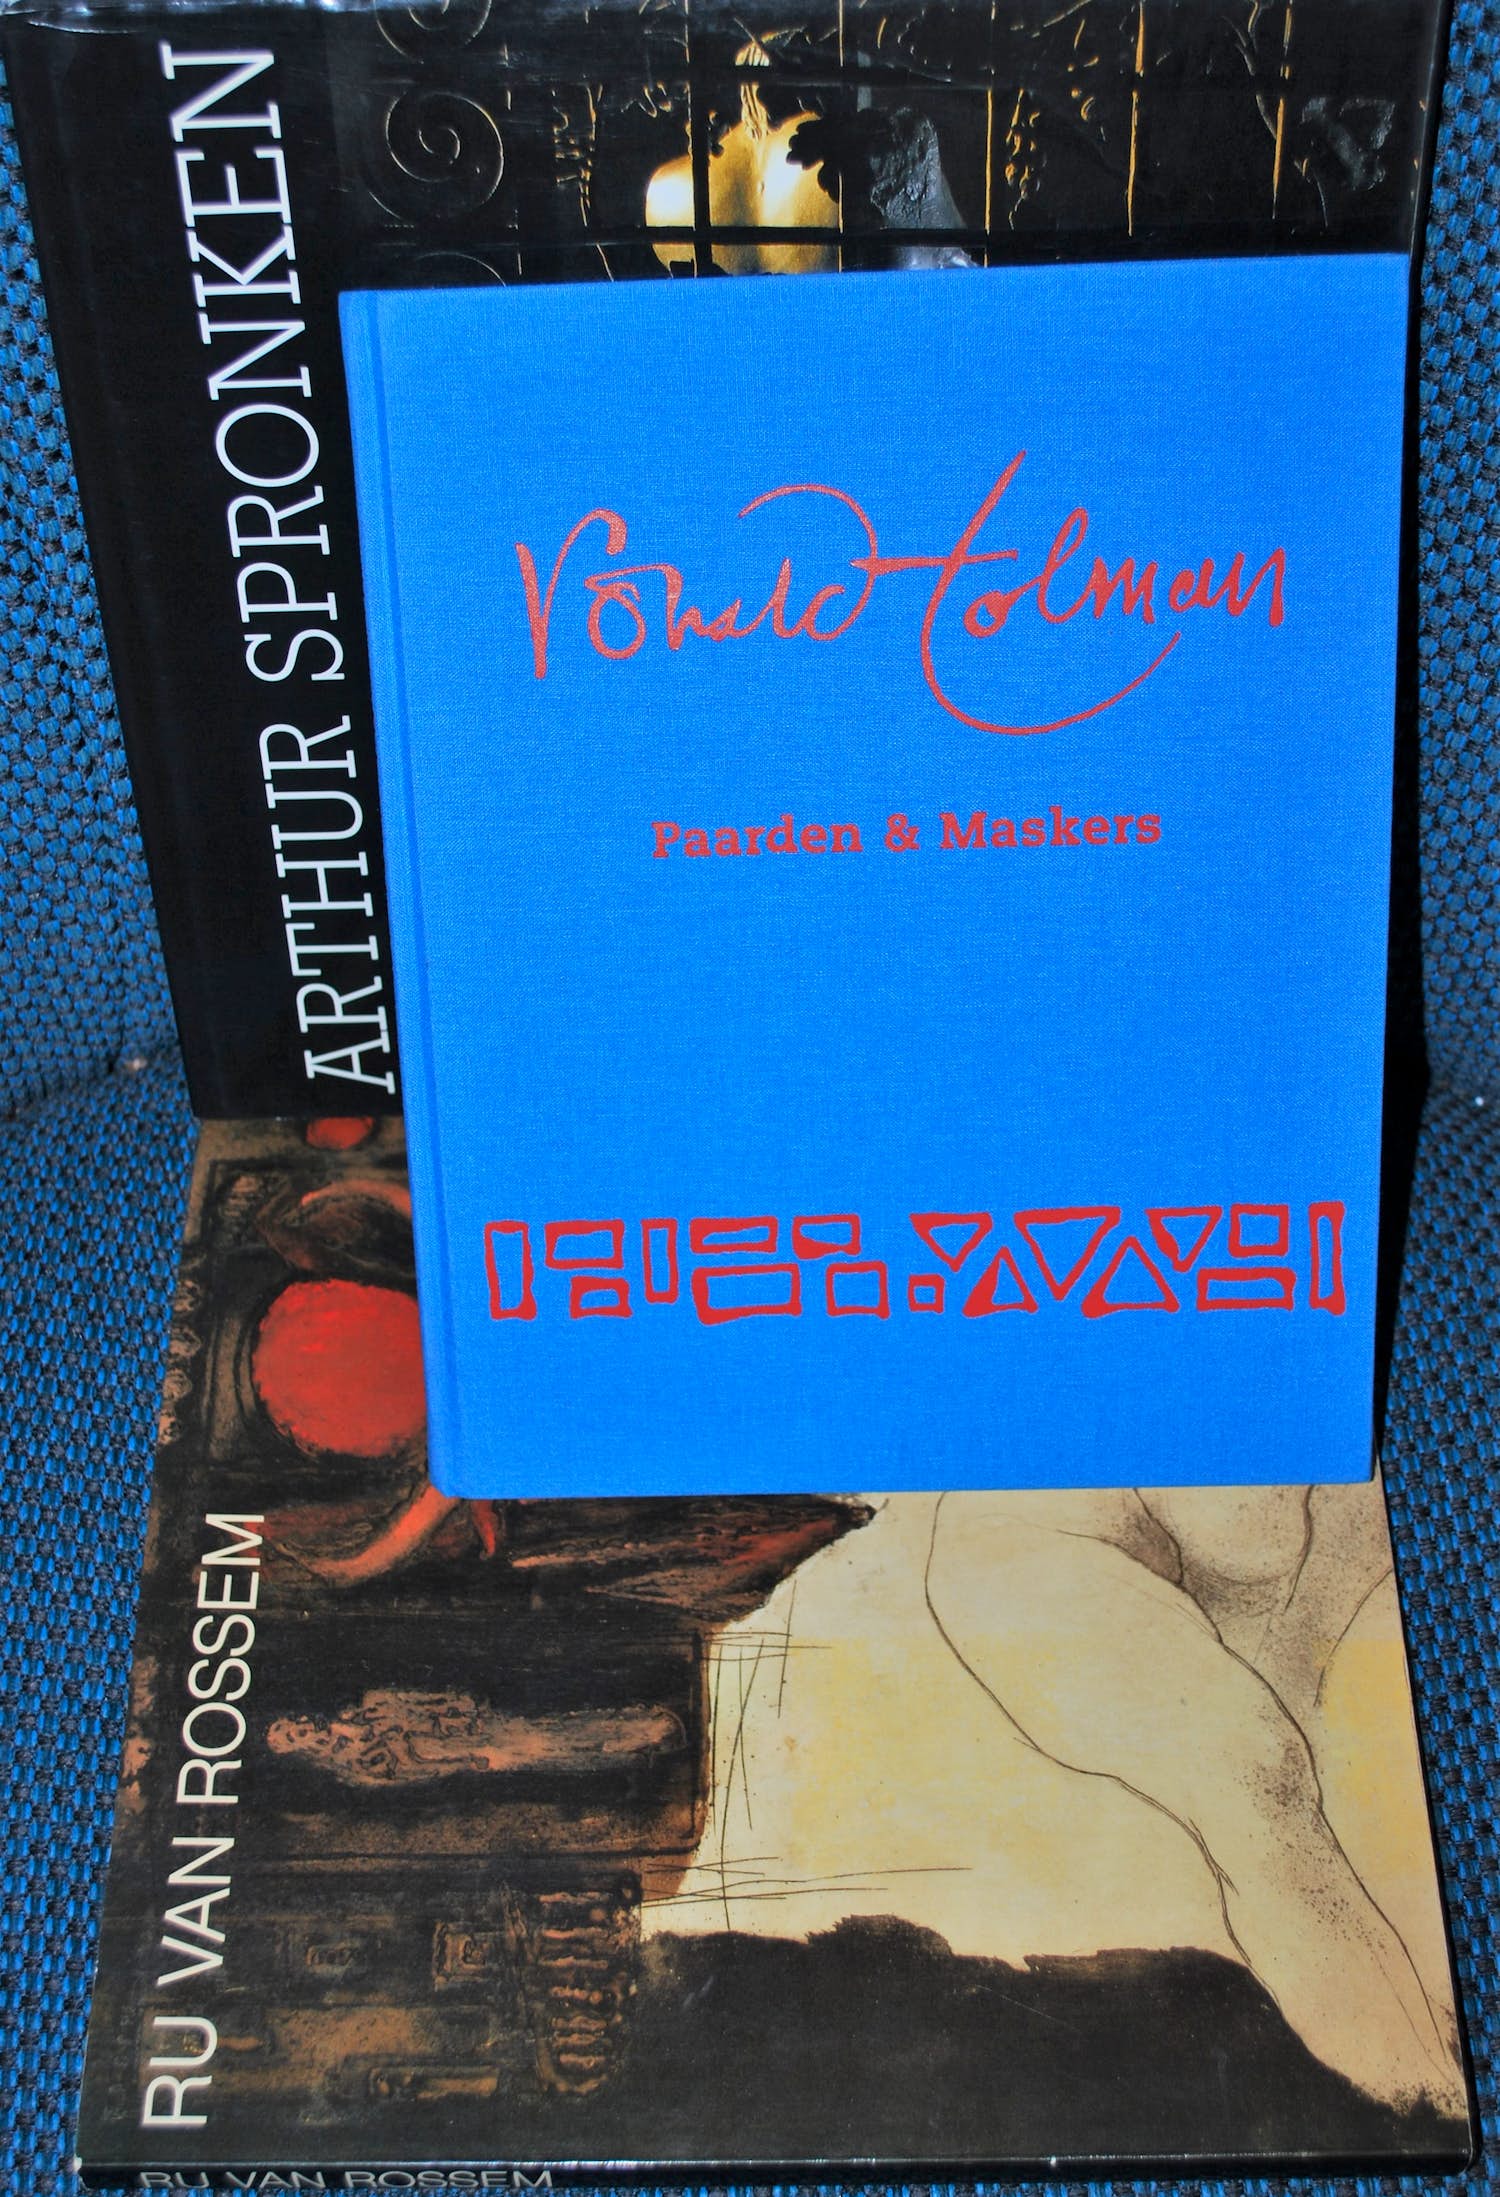 ARTHUR SPRONKEN
Ronald Tolman
Paarden & Maskers
RU VAN ROSSEM
RU VAN ROSSEM